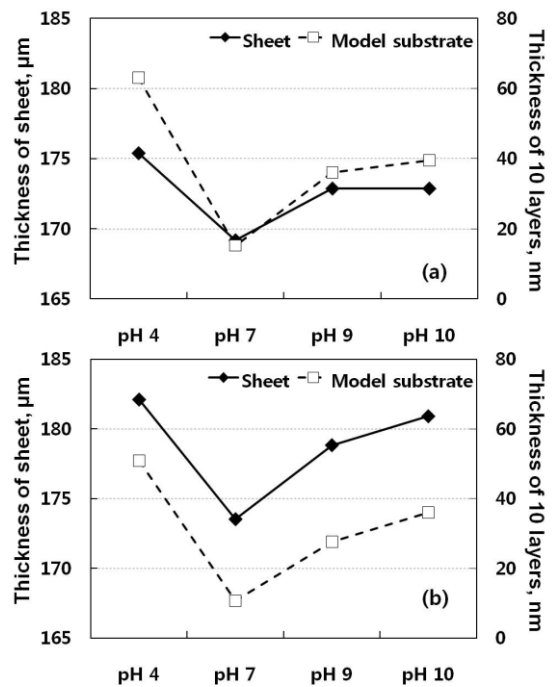 185
180
175
170
165
Thickness of sheet, µm
Sheet
Model substrate
80
60
40
20
0
Thickness of 10 layers, nm
(a)
pH 4
pH 7
pH 9
pH 10
185
180
175
170
165
Thickness of sheet, µm
Sheet
Model substrate
80
60
40
20
0
Thickness of 10 layers, nm
(b)
pH 4
pH 7
pH 9
pH 10